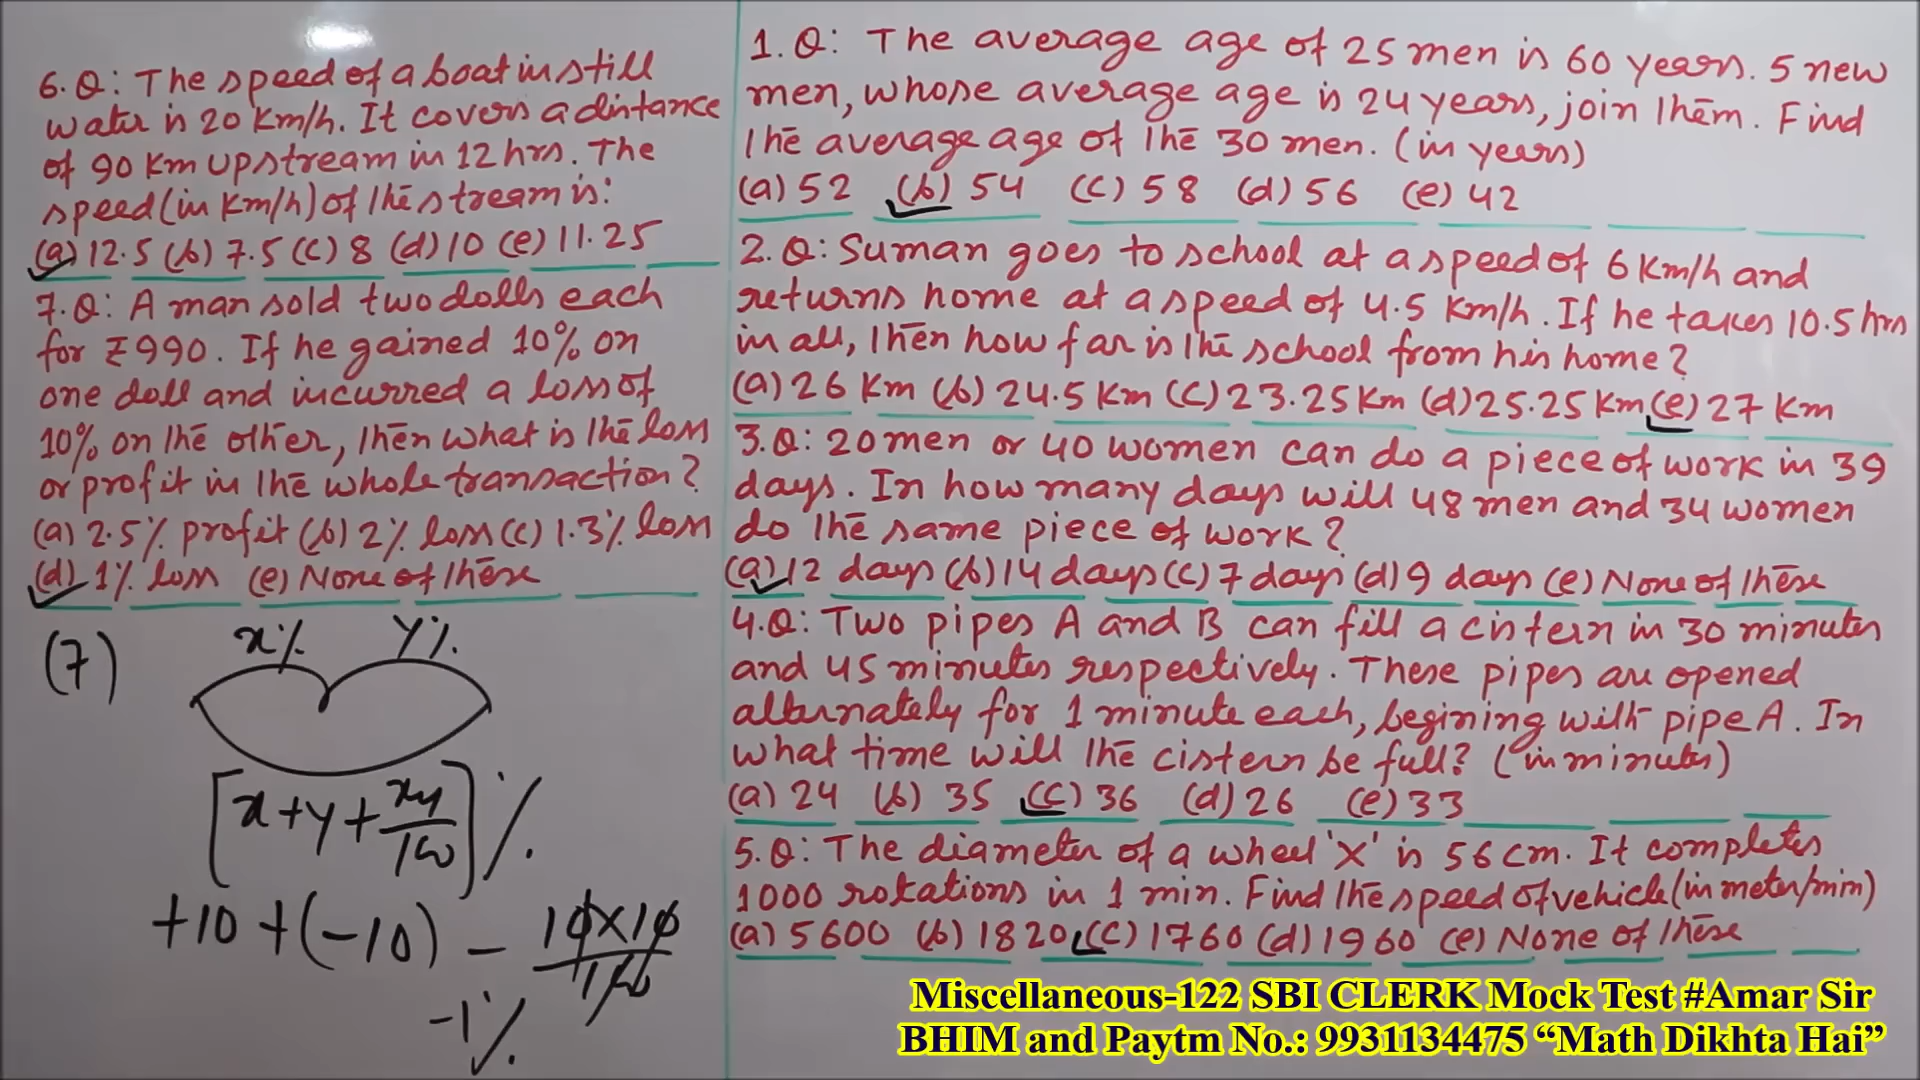 6.Q: The speed of a boat in still
water is 20 Km/h. It covers a distance
of 90 Km upstream in 12 hrs. The
speed (in Km/h) of the stream is:
(a) 12.5 (b) 7.5 (c) 8 (d) 10 (e) 11.25
7.Q: A man sold two dolls each
for ₹990. If he gained 10% on
one doll and incurred a loss of
10% on the other, then what is the loss
or profit in the whole transaction?
(a) 2.5% profit (b) 2% loss (c) 1.3% loss
(d) 1% loss (e) None of these
(7) x% y%
[x+y+xy/100]%
+10 + (-10) - 10×10/100
-1%
1.Q: The average age of 25 men is 60 years. 5 new
men, whose average age is 24 years, join them. Find
the average age of the 30 men. (in years)
(a) 52 (b) 54 (c) 58 (d) 56 (e) 42
2.Q: Suman goes to school at a speed of 6 Km/h and
returns home at a speed of 4.5 Km/h. If he takes 10.5 hrs
in all, then how far is the school from his home?
(a) 26 Km (b) 24.5 Km (c) 23.25 Km (d) 25.25 Km (e) 27 Km
3.Q: 20 men or 40 women can do a piece of work in 39
days. In how many days will 48 men and 34 women
do the same piece of work?
(a) 12 days (b) 14 days (c) 7 days (d) 9 days (e) None of these
4.Q: Two pipes A and B can fill a cistern in 30 minutes
and 45 minutes respectively. These pipes are opened
alternately for 1 minute each, begining with pipe A. In
what time will the cistern be full? (in minutes)
(a) 24 (b) 35 (c) 36 (d) 26 (e) 33
5.Q: The diameter of a wheel 'X' is 56 cm. It completes
1000 rotations in 1 min. Find the speed of vehicle (in meter/min)
(a) 5600 (b) 1820 (c) 1760 (d) 1960 (e) None of these
Miscellaneous-122 SBI CLERK Mock Test #Amar Sir
BHIM and Paytm No.: 9931134475 “Math Dikhta Hai”